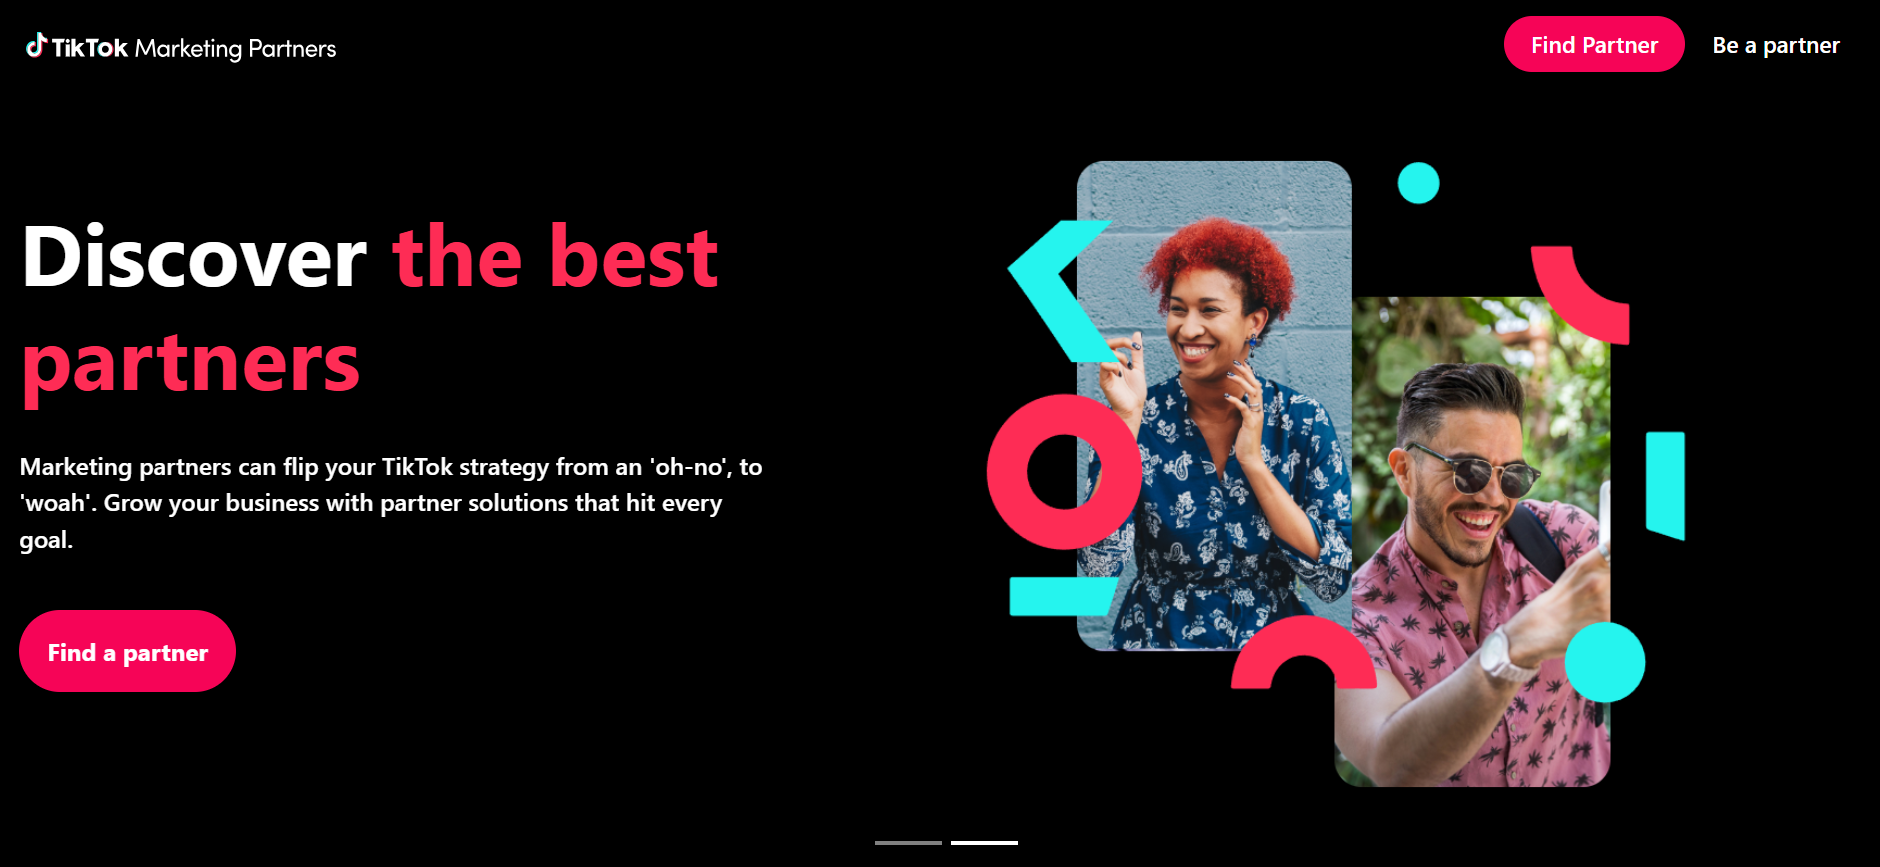 TikTok Marketing Partners
Find Partner
Be a partner
Discover the best
partners
Marketing partners can flip your TikTok strategy from an 'oh-no', to
'woah'. Grow your business with partner solutions that hit every
goal.
Find a partner